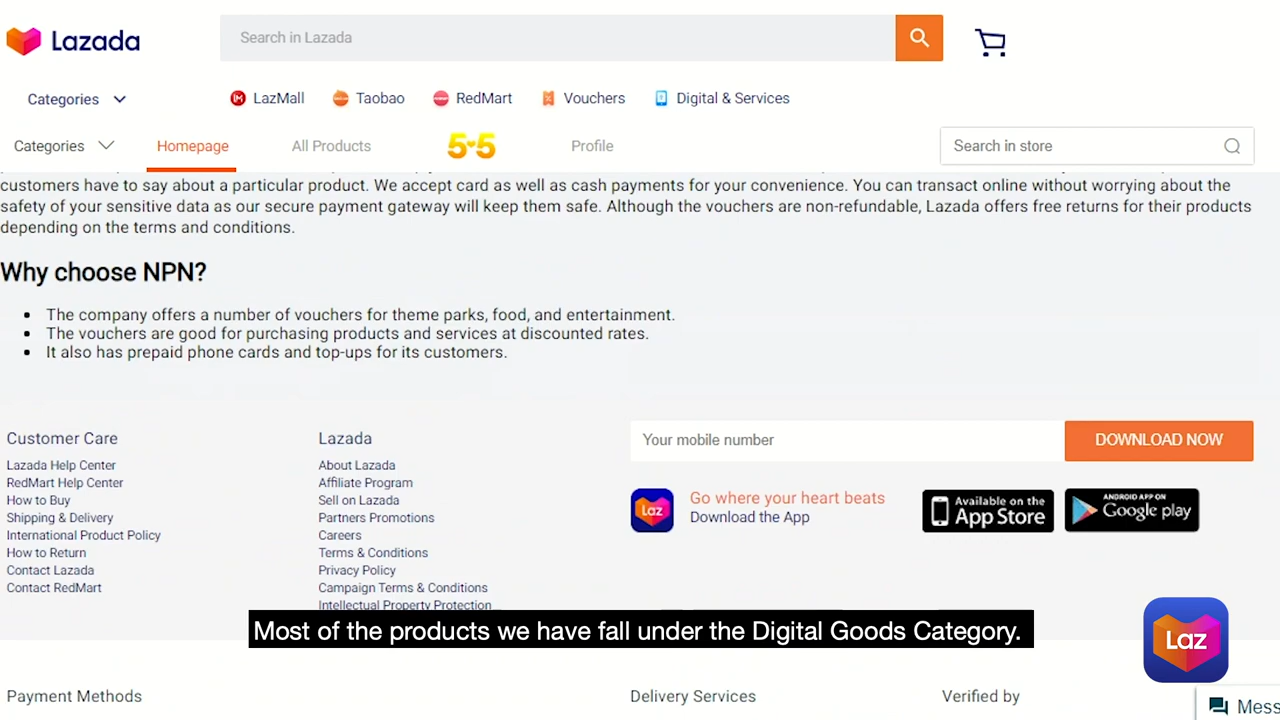 Lazada
Search in Lazada
Categories
LazMall
Taobao
RedMart
Vouchers
Digital & Services
Categories
Homepage
All Products
5.5
Profile
Search in store
customers have to say about a particular product. We accept card as well as cash payments for your convenience. You can transact online without worrying about the
safety of your sensitive data as our secure payment gateway will keep them safe. Although the vouchers are non-refundable, Lazada offers free returns for their products
depending on the terms and conditions.
Why choose NPN?
• The company offers a number of vouchers for theme parks, food, and entertainment.
• The vouchers are good for purchasing products and services at discounted rates.
• It also has prepaid phone cards and top-ups for its customers.
Customer Care
Lazada Help Center
RedMart Help Center
How to Buy
Shipping & Delivery
International Product Policy
How to Return
Contact Lazada
Contact RedMart
Lazada
About Lazada
Affiliate Program
Sell on Lazada
Partners Promotions
Careers
Terms & Conditions
Privacy Policy
Campaign Terms & Conditions
Intellectual Property Protection
Your mobile number
DOWNLOAD NOW
Laz
Go where your heart beats
Download the App
Available on the
App Store
ANDROID APP ON
Google play
Most of the products we have fall under the Digital Goods Category.
Laz
Payment Methods
Delivery Services
Verified by
Mess